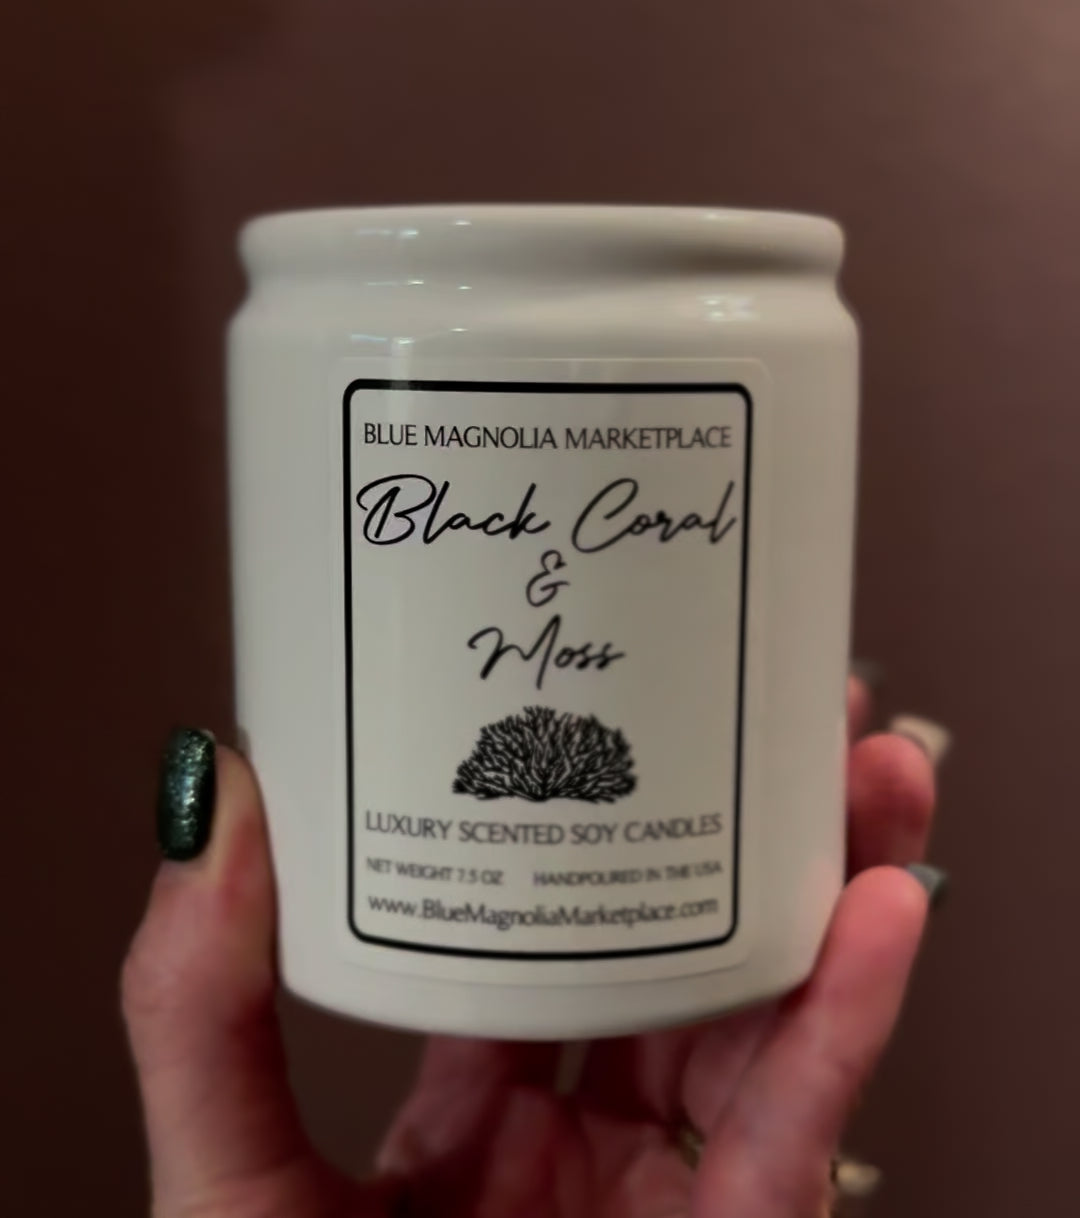 BLUE MAGNOLIA MARKETPLACE
Black Coral
&
Moss
LUXURY SCENTED SOY CANDLES
NET WEIGHT 7.5 OZ HANDPOURED IN THE USA
www.BlueMagnoliaMarketplace.com